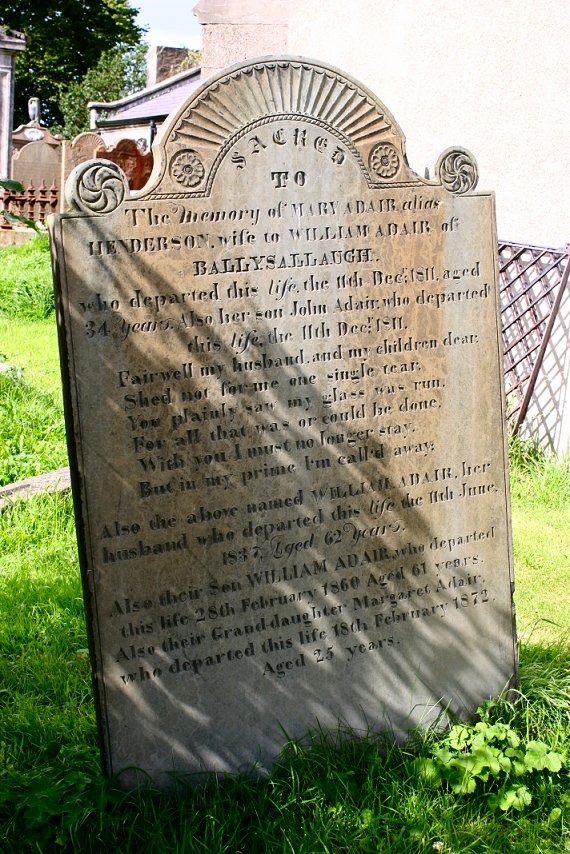 SACRED
TO
The Memory of MARY ADAIR alias
HENDERSON, wife to WILLIAM ADAIR of
BALLYSALLAUGH.
who departed this life, the 11th Decr. 1811, aged
34, years. Also her son John Adair, who departed
this life, the 11th Decr. 1811.
Fairwell my husband, and my children dear,
Shed not for me one single tear.
You plainly saw my glass was run.
For all that was or could be done,
With you I must no longer stay.
But in my prime I'm call'd away.
Also the above named WILLIAM ADAIR, her
husband who departed this life the 11th June,
1837 Aged 62 years.
Also their Son WILLIAM ADAIR, who departed
this life 28th February 1860 Aged 61 years.
Also their Granddaughter Margaret Adair,
who departed this life 18th February 1872.
Aged 25 years.